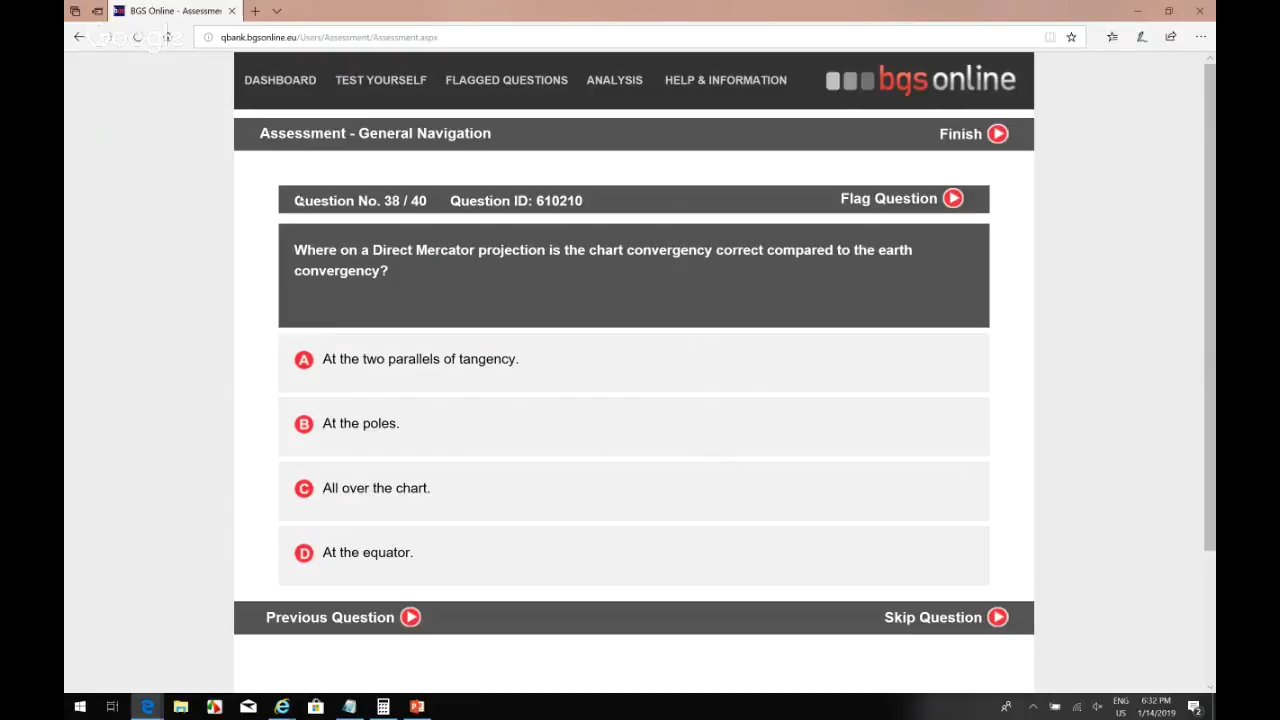 BGS Online - Assessme
Google
qbank.bgsonline.eu/Users/Assessment/Assessment.aspx
DASHBOARD TEST YOURSELF FLAGGED QUESTIONS ANALYSIS HELP & INFORMATION bgs online
Assessment - General Navigation Finish
Question No. 38 / 40 Question ID: 610210 Flag Question
Where on a Direct Mercator projection is the chart convergency correct compared to the earth
convergency?
A At the two parallels of tangency.
B At the poles.
C All over the chart.
D At the equator.
Previous Question Skip Question
ENG 6:32 PM
US 1/14/2019